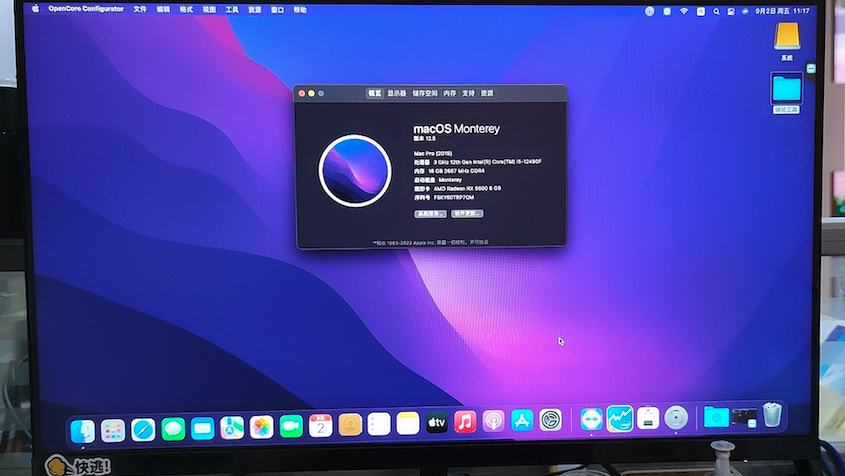 OpenCore Configurator 文件 编辑 格式 视图 工具 资源 窗口 帮助 9月2日 周五 11:17
系统
调试工具
概览 显示器 储存空间 内存 支持 资源
macOS Monterey
版本 12.5
Mac Pro (2019)
处理器 3 GHz 12th Gen Intel(R) Core(TM) i5-12490F
内存 16 GB 2667 MHz DDR4
启动磁盘 Monterey
图形卡 AMD Radeon RX 6600 8 GB
序列号 F5KY60TRP7QM
系统报告... 软件更新...
™和© 1983-2022 Apple Inc. 保留一切权利。 许可协议
2
tv
快逃!